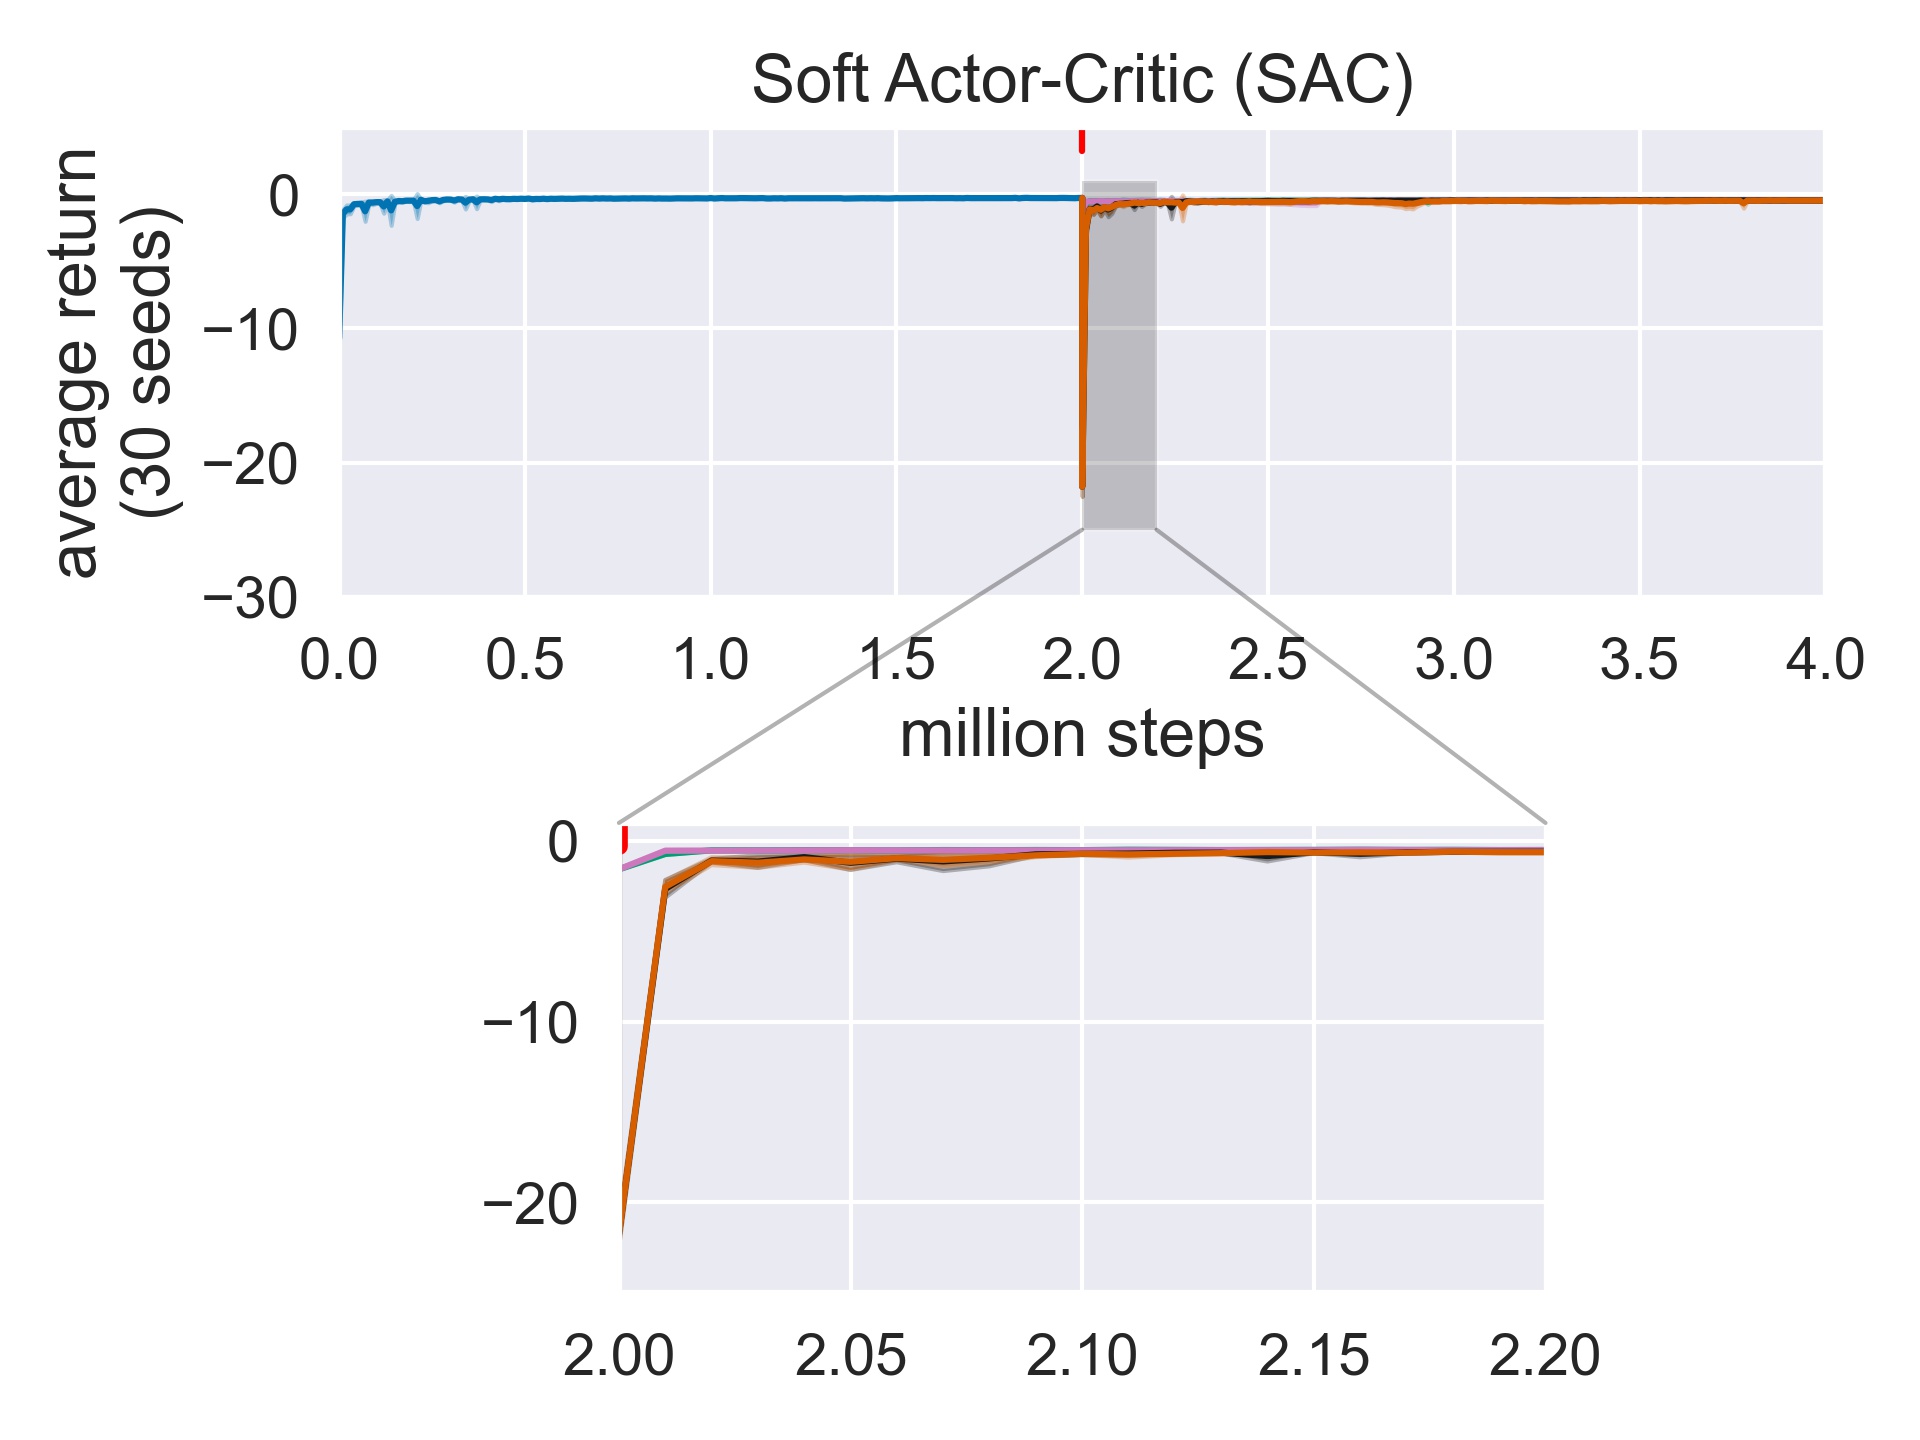 Soft Actor-Critic (SAC)
average return
(30 seeds)
0
−10
−20
−30
0.0 0.5 1.0 1.5 2.0 2.5 3.0 3.5 4.0
million steps
0
−10
−20
2.00 2.05 2.10 2.15 2.20